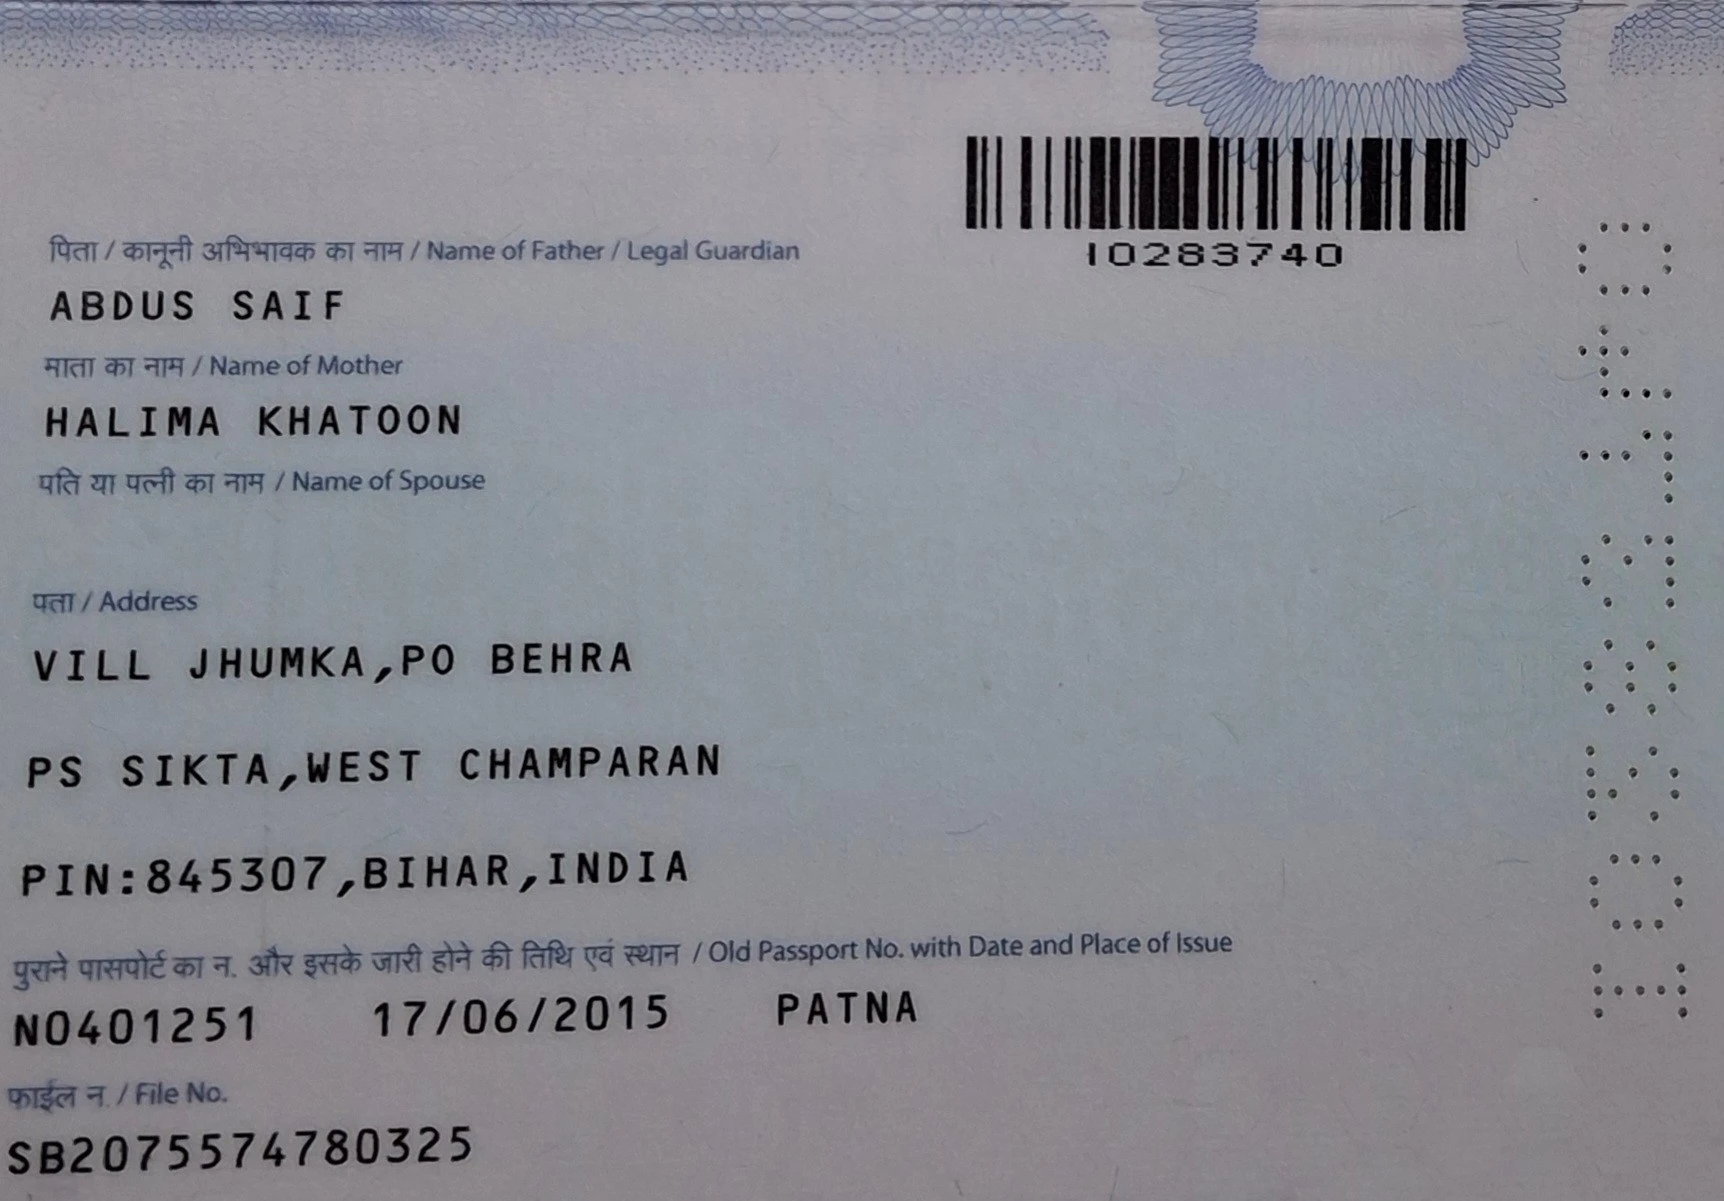 I0283740
पिता / कानूनी अभिभावक का नाम / Name of Father / Legal Guardian
ABDUS SAIF
माता का नाम / Name of Mother
HALIMA KHATOON
पति या पत्नी का नाम / Name of Spouse
पता / Address
VILL JHUMKA,PO BEHRA
PS SIKTA,WEST CHAMPARAN
PIN:845307,BIHAR,INDIA
पुराने पासपोर्ट का न. और इसके जारी होने की तिथि एवं स्थान / Old Passport No. with Date and Place of Issue
N0401251 17/06/2015 PATNA
फाईल न. / File No.
SB2075574780325
I0283740